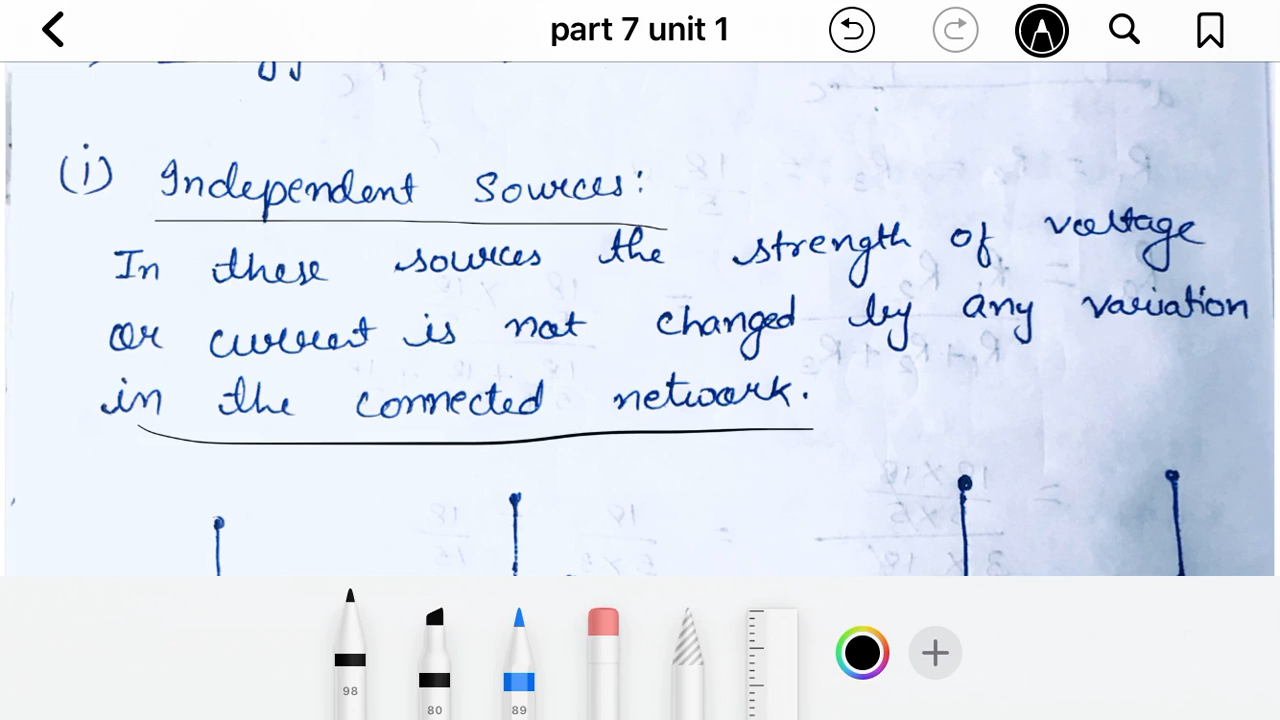 part 7 unit 1
(i) Independent Sources:
In these sources the strength of voltage
or current is not changed by any variation
in the connected network.
98
80
89